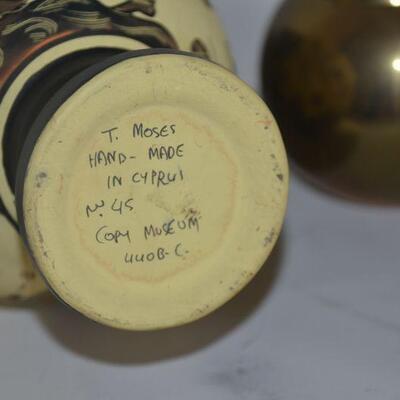 T. MOSES
HAND-MADE
IN CYPRUS
No. 45
COPY MUSEUM
440B-C.